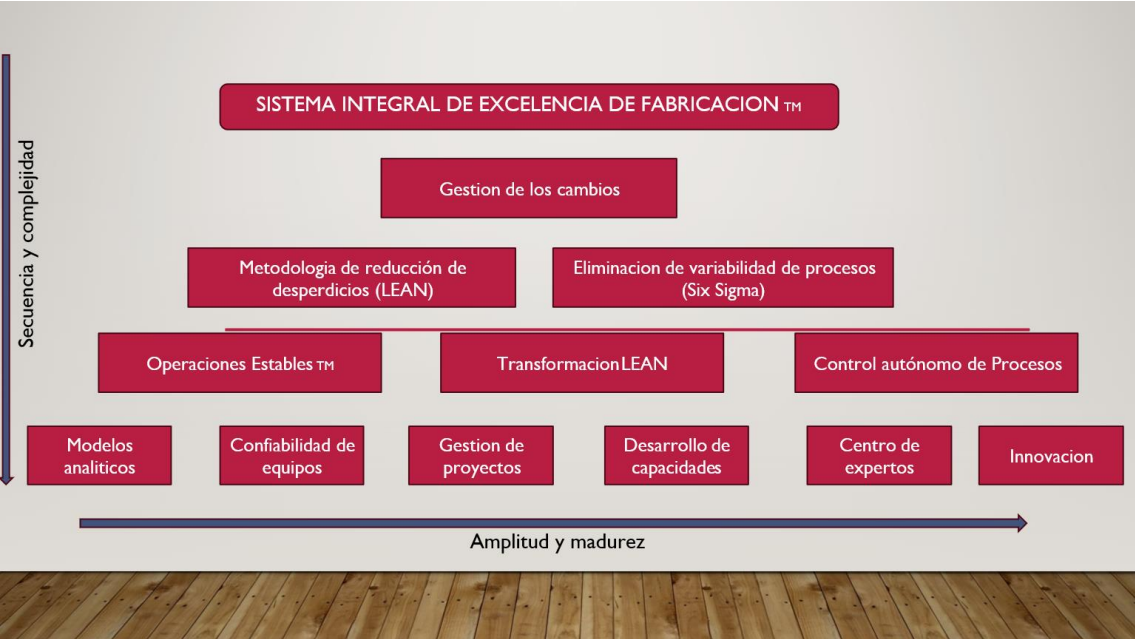 SISTEMA INTEGRAL DE EXCELENCIA DE FABRICACION TM
Gestion de los cambios
Metodologia de reducción de
desperdicios (LEAN)
Eliminacion de variabilidad de procesos
(Six Sigma)
Operaciones Estables TM
Transformacion LEAN
Control autónomo de Procesos
Modelos
analiticos
Confiabilidad de
equipos
Gestion de
proyectos
Desarrollo de
capacidades
Centro de
expertos
Innovacion
Secuencia y complejidad
Amplitud y madurez